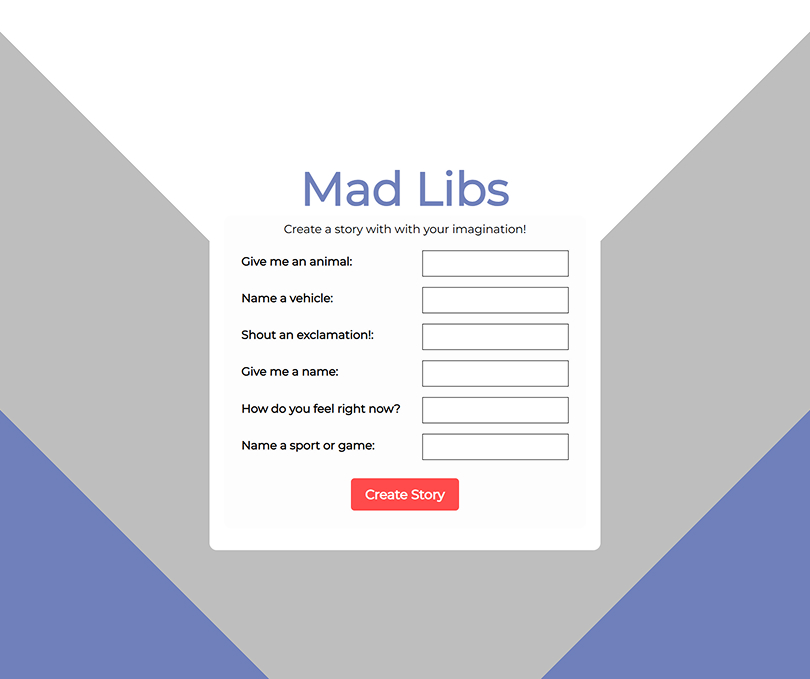 Mad Libs
Create a story with with your imagination!
Give me an animal:
Name a vehicle:
Shout an exclamation!:
Give me a name:
How do you feel right now?
Name a sport or game:
Create Story